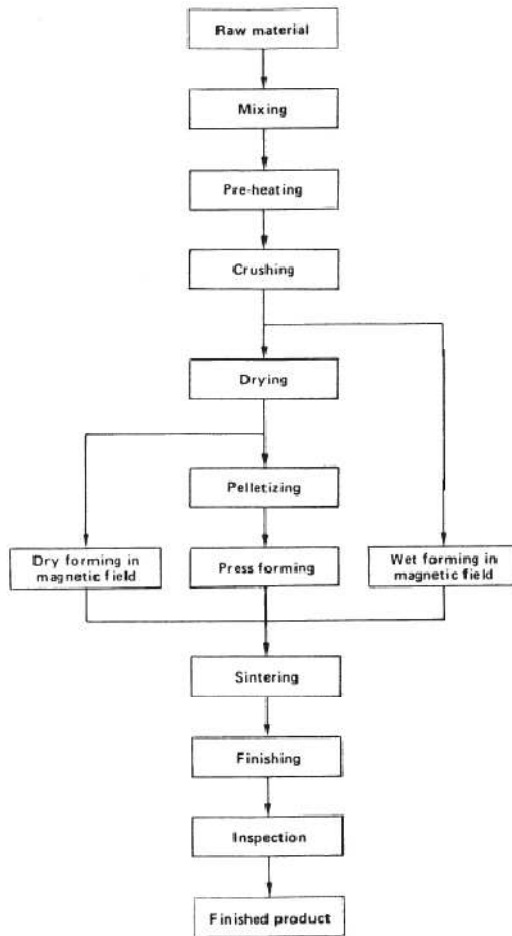 Raw material
Mixing
Pre-heating
Crushing
Drying
Pelletizing
Dry forming in
magnetic field
Press forming
Wet forming in
magnetic field
Sintering
Finishing
Inspection
Finished product